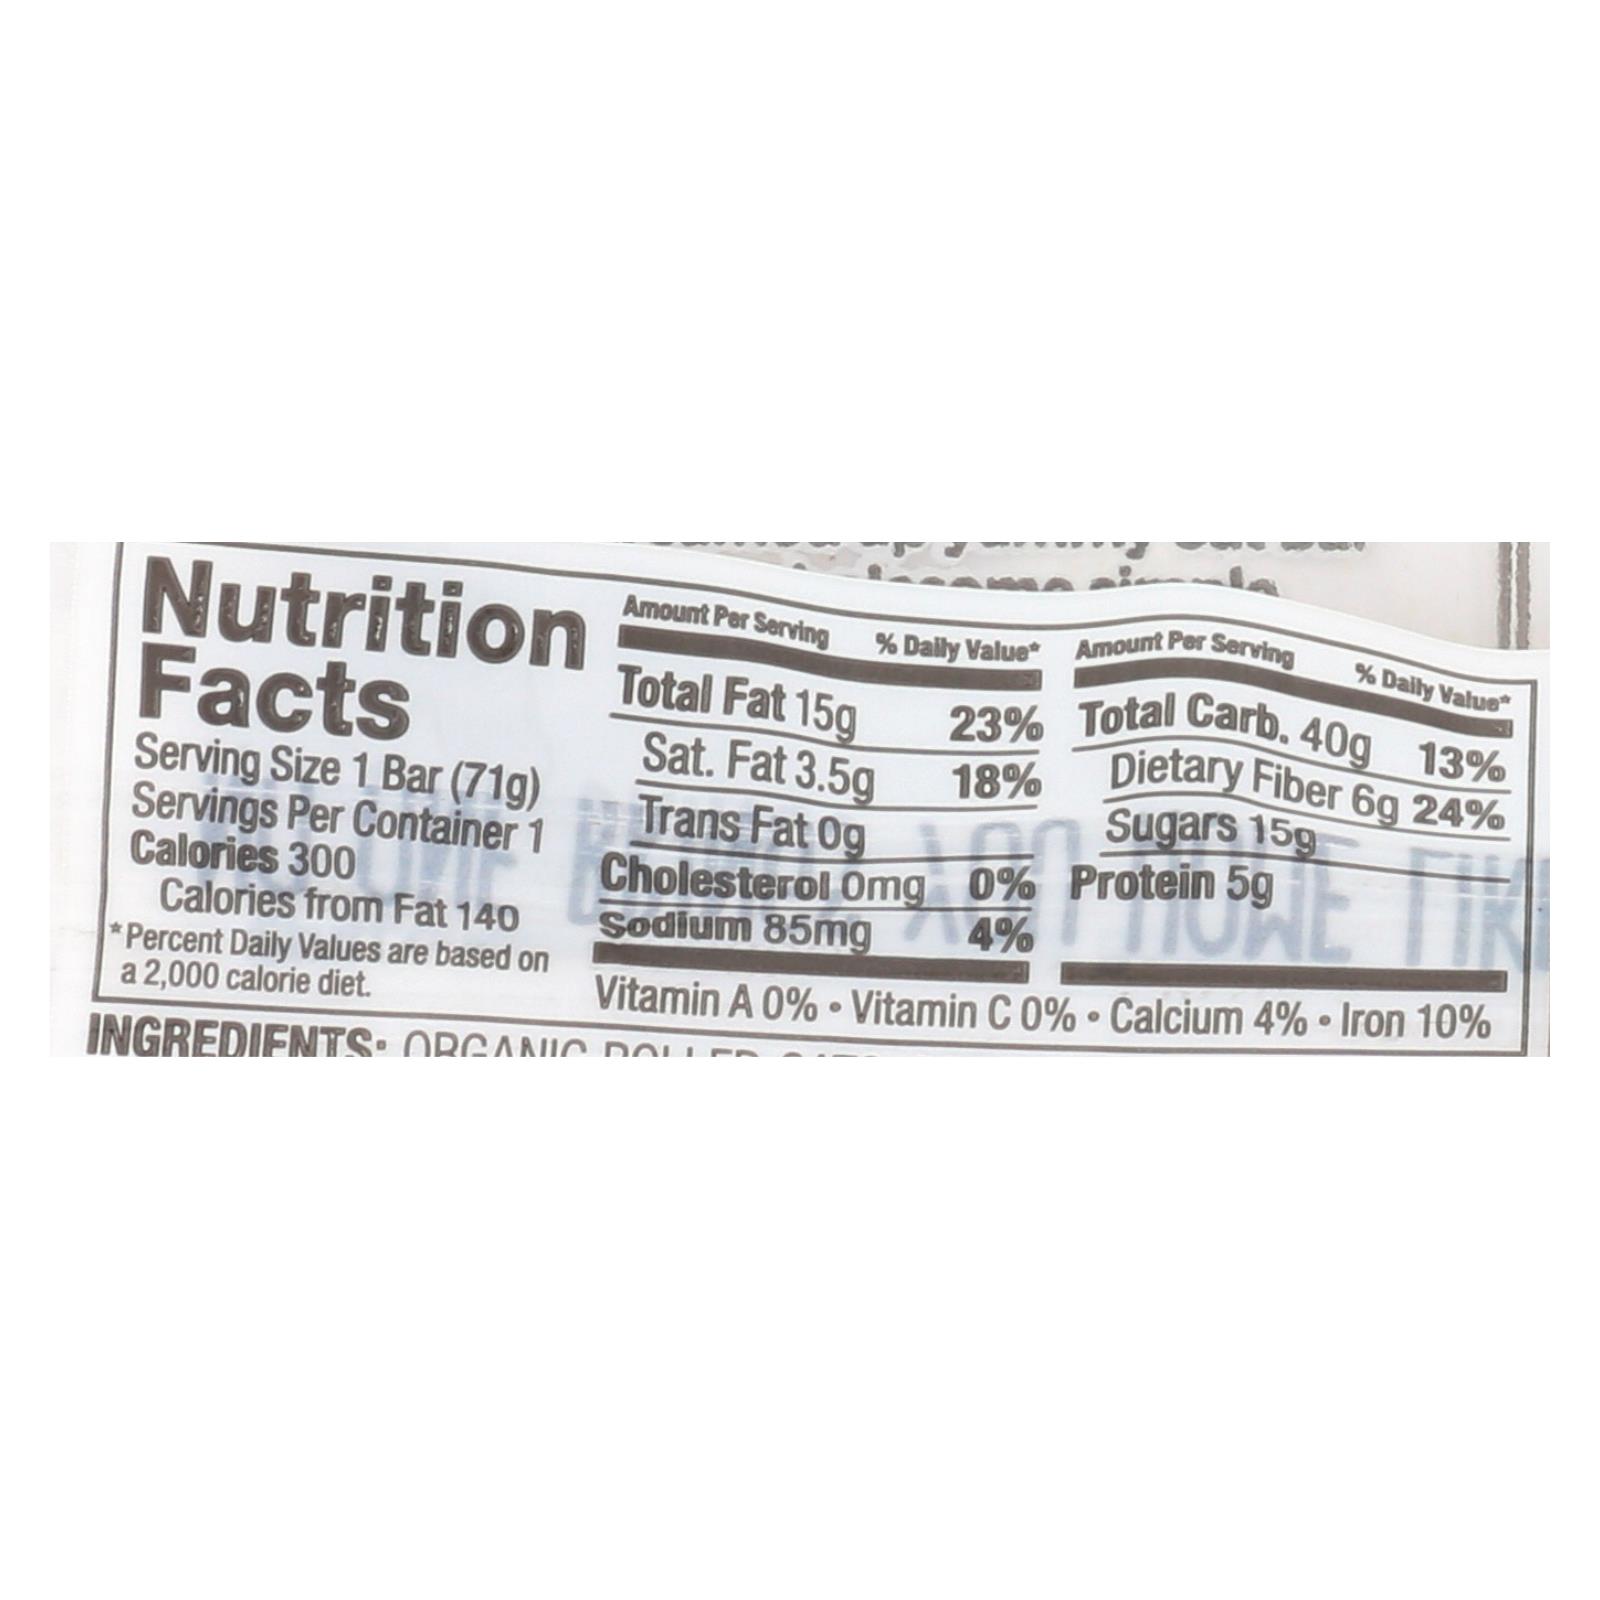 Nutrition
Facts
Serving Size 1 Bar (71g)
Servings Per Container 1
Calories 300
Calories from Fat 140
*Percent Daily Values are based on
a 2,000 calorie diet.
Amount Per Serving % Daily Value*
Total Fat 15g 23%
Sat. Fat 3.5g 18%
Trans Fat 0g
Cholesterol 0mg 0%
Sodium 85mg 4%
Amount Per Serving % Daily Value*
Total Carb. 40g 13%
Dietary Fiber 6g 24%
Sugars 15g
Protein 5g
Vitamin A 0% • Vitamin C 0% • Calcium 4% • Iron 10%
INGREDIENTS: ORGANIC ROLLED OATS